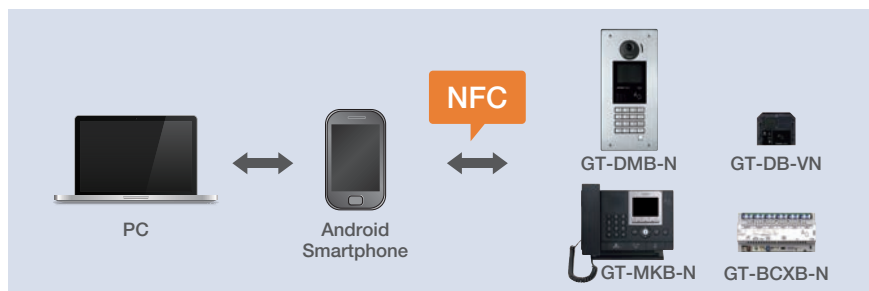 NFC
GT-DMB-N
GT-DB-VN
PC
Android
Smartphone
GT-MKB-N
GT-BCXB-N